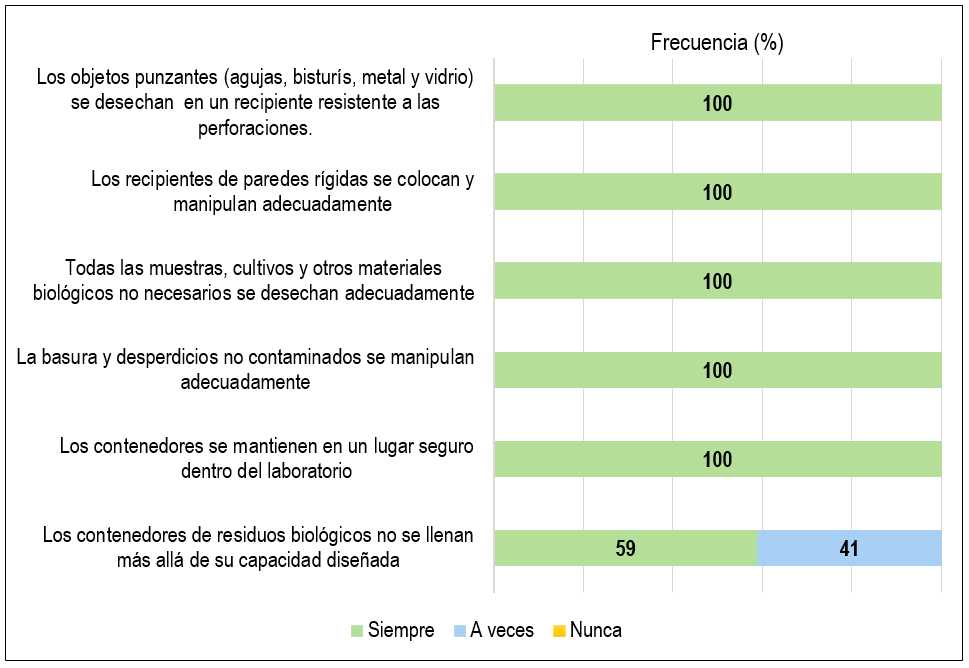 Frecuencia (%)
Los objetos punzantes (agujas, bisturís, metal y vidrio)
se desechan en un recipiente resistente a las
perforaciones.
100
Los recipientes de paredes rígidas se colocan y
manipulan adecuadamente
100
Todas las muestras, cultivos y otros materiales
biológicos no necesarios se desechan adecuadamente
100
La basura y desperdicios no contaminados se manipulan
adecuadamente
100
Los contenedores se mantienen en un lugar seguro
dentro del laboratorio
100
Los contenedores de residuos biológicos no se llenan
más allá de su capacidad diseñada
59 41
Siempre A veces Nunca